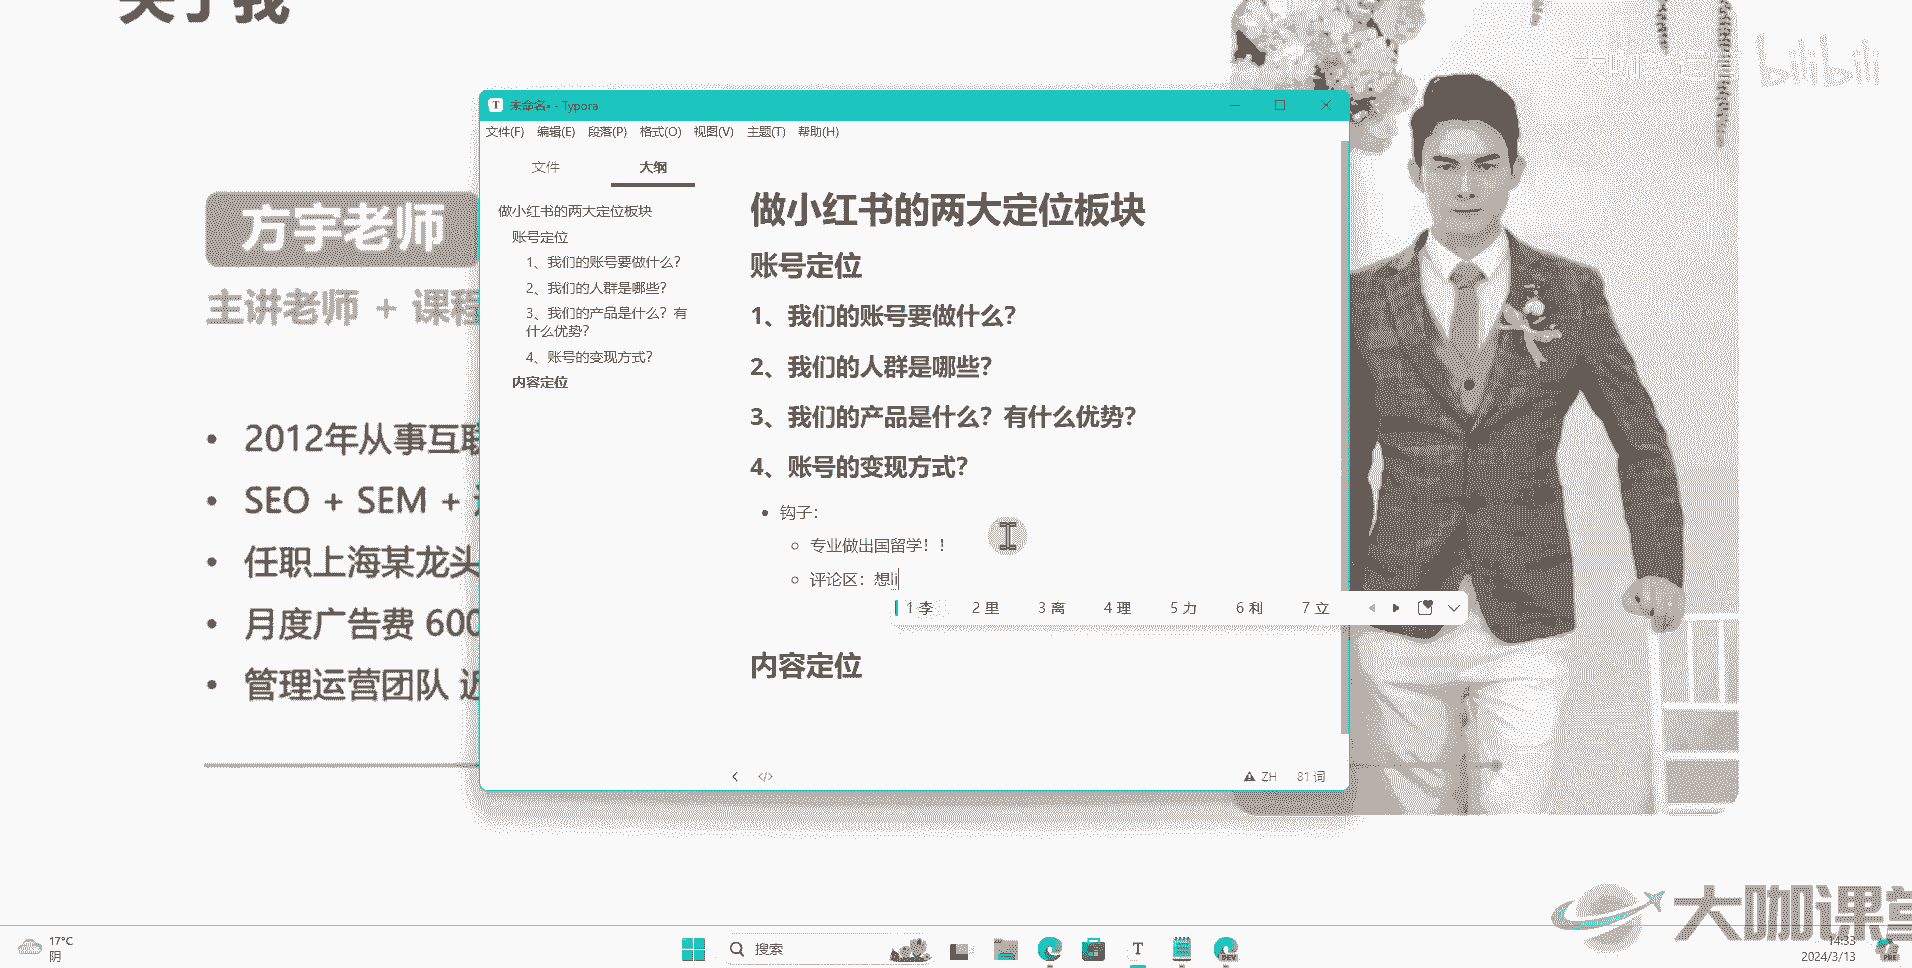 关于我
bilibili
未命名• - Typora
文件(F) 编辑(E) 段落(P) 格式(O) 视图(V) 主题(T) 帮助(H)
文件 大纲
做小红书的两大定位板块
账号定位
1、我们的账号要做什么?
2、我们的人群是哪些?
3、我们的产品是什么？有
什么优势?
4、账号的变现方式?
内容定位
做小红书的两大定位板块
账号定位
1、我们的账号要做什么?
2、我们的人群是哪些?
3、我们的产品是什么？有什么优势?
4、账号的变现方式?
钩子：
专业做出国留学！！
评论区：想li
1 李 2 里 3 离 4 理 5 力 6 利 7 立
内容定位
ZH 81 词
方宇老师
主讲老师 + 课程
2012年从事互联
SEO + SEM +
任职上海某龙头
月度广告费 600
管理运营团队 近
大咖课堂
17°C
阴
搜索
DEV
14:33
2024/3/13
PRE